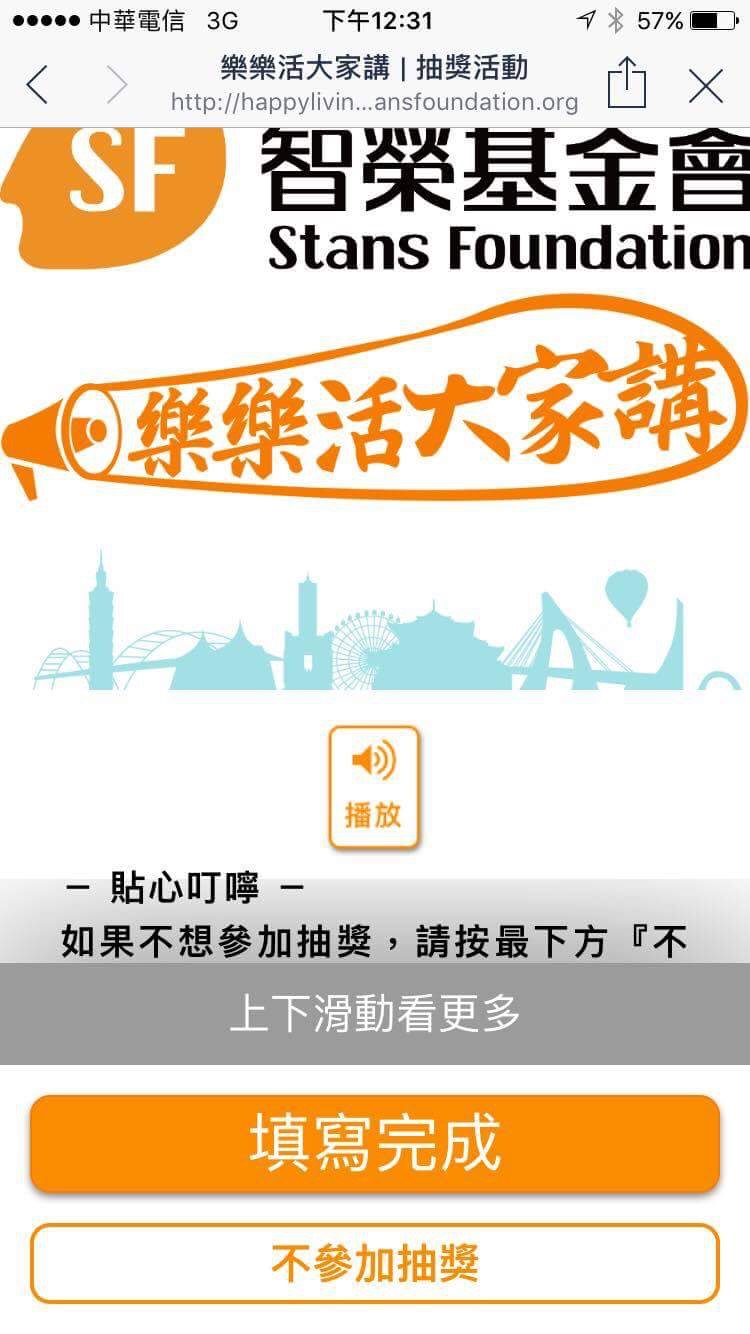 中華電信 3G 下午12:31 57%
樂樂活大家講 | 抽獎活動
http://happylivin...ansfoundation.org
SF
智榮基金會
Stans Foundation
樂樂活大家講
播放
– 貼心叮嚀 –
如果不想參加抽獎，請按最下方『不
上下滑動看更多
填寫完成
不參加抽獎